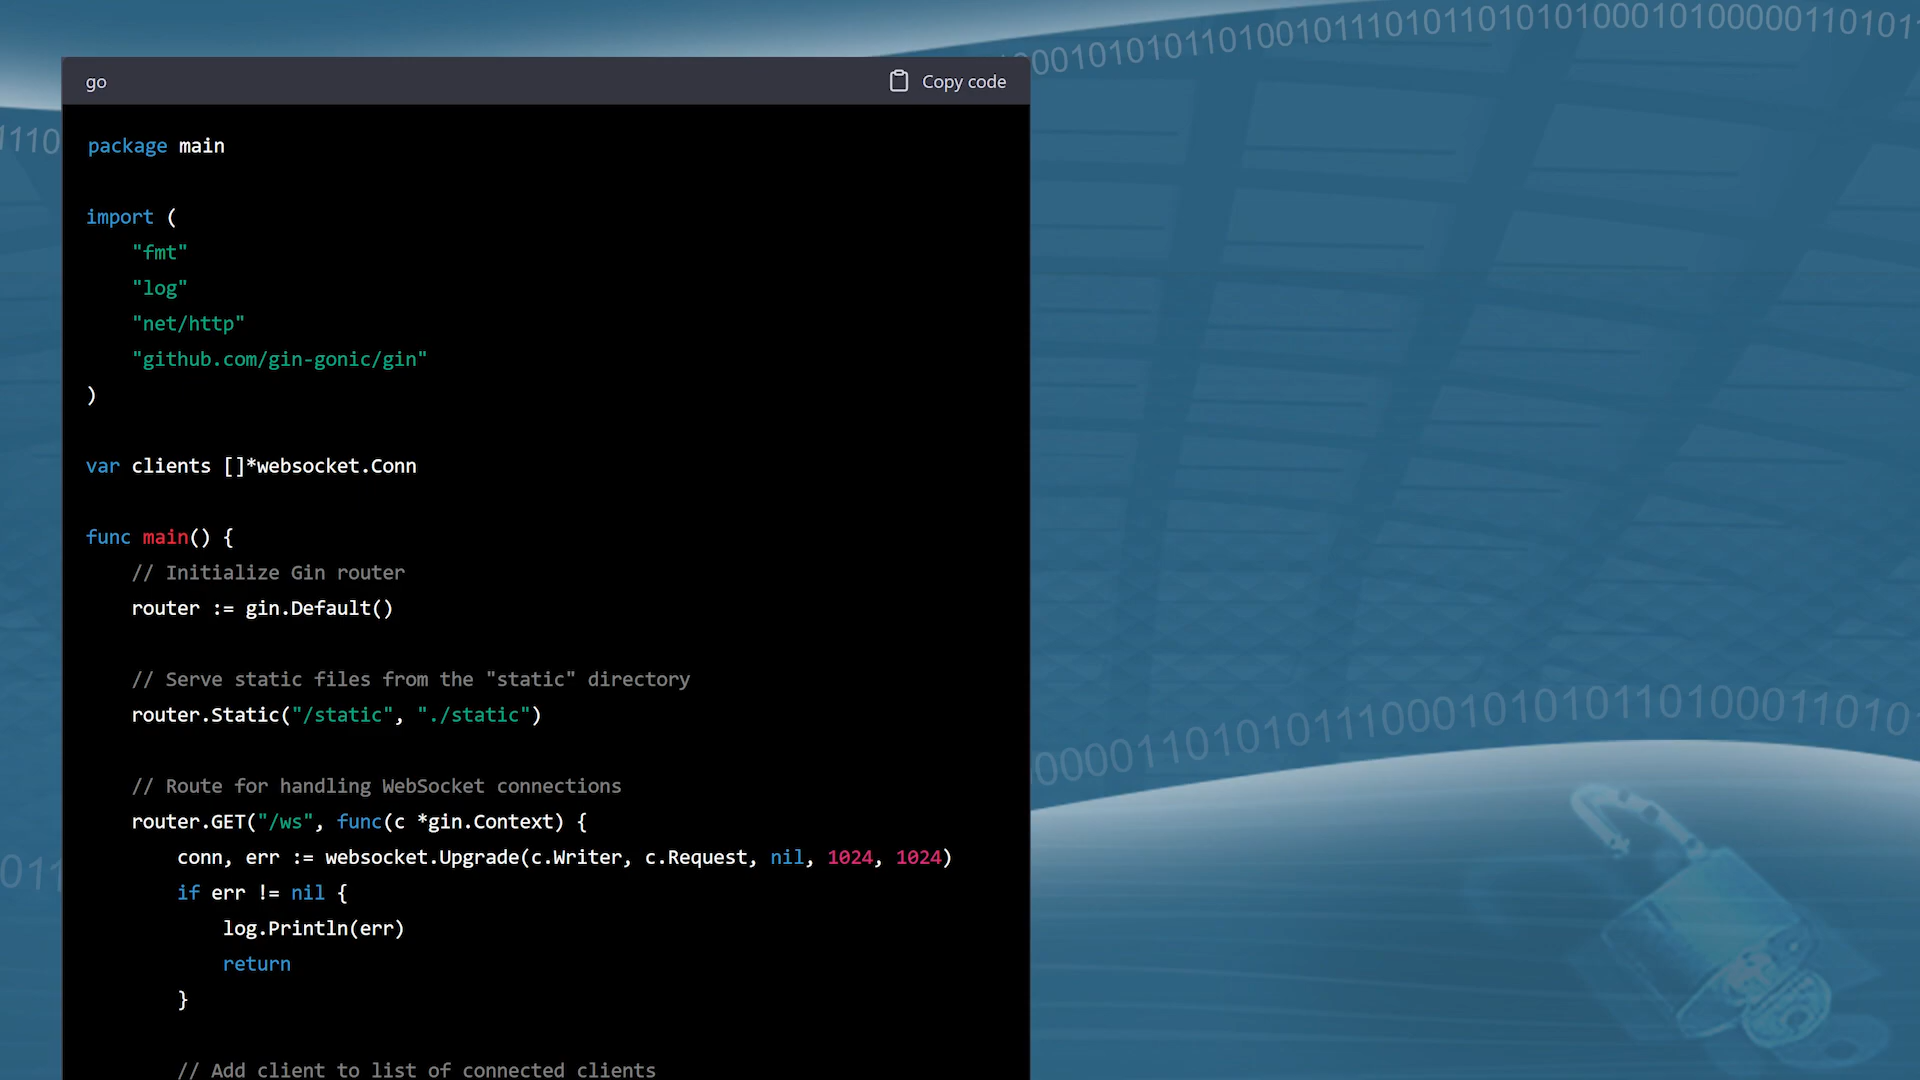 go
Copy code
package main
import (
"fmt"
"log"
"net/http"
"github.com/gin-gonic/gin"
)
var clients []*websocket.Conn
func main() {
// Initialize Gin router
router := gin.Default()
// Serve static files from the "static" directory
router.Static("/static", "./static")
// Route for handling WebSocket connections
router.GET("/ws", func(c *gin.Context) {
conn, err := websocket.Upgrade(c.Writer, c.Request, nil, 1024, 1024)
if err != nil {
log.Println(err)
return
}
// Add client to list of connected clients